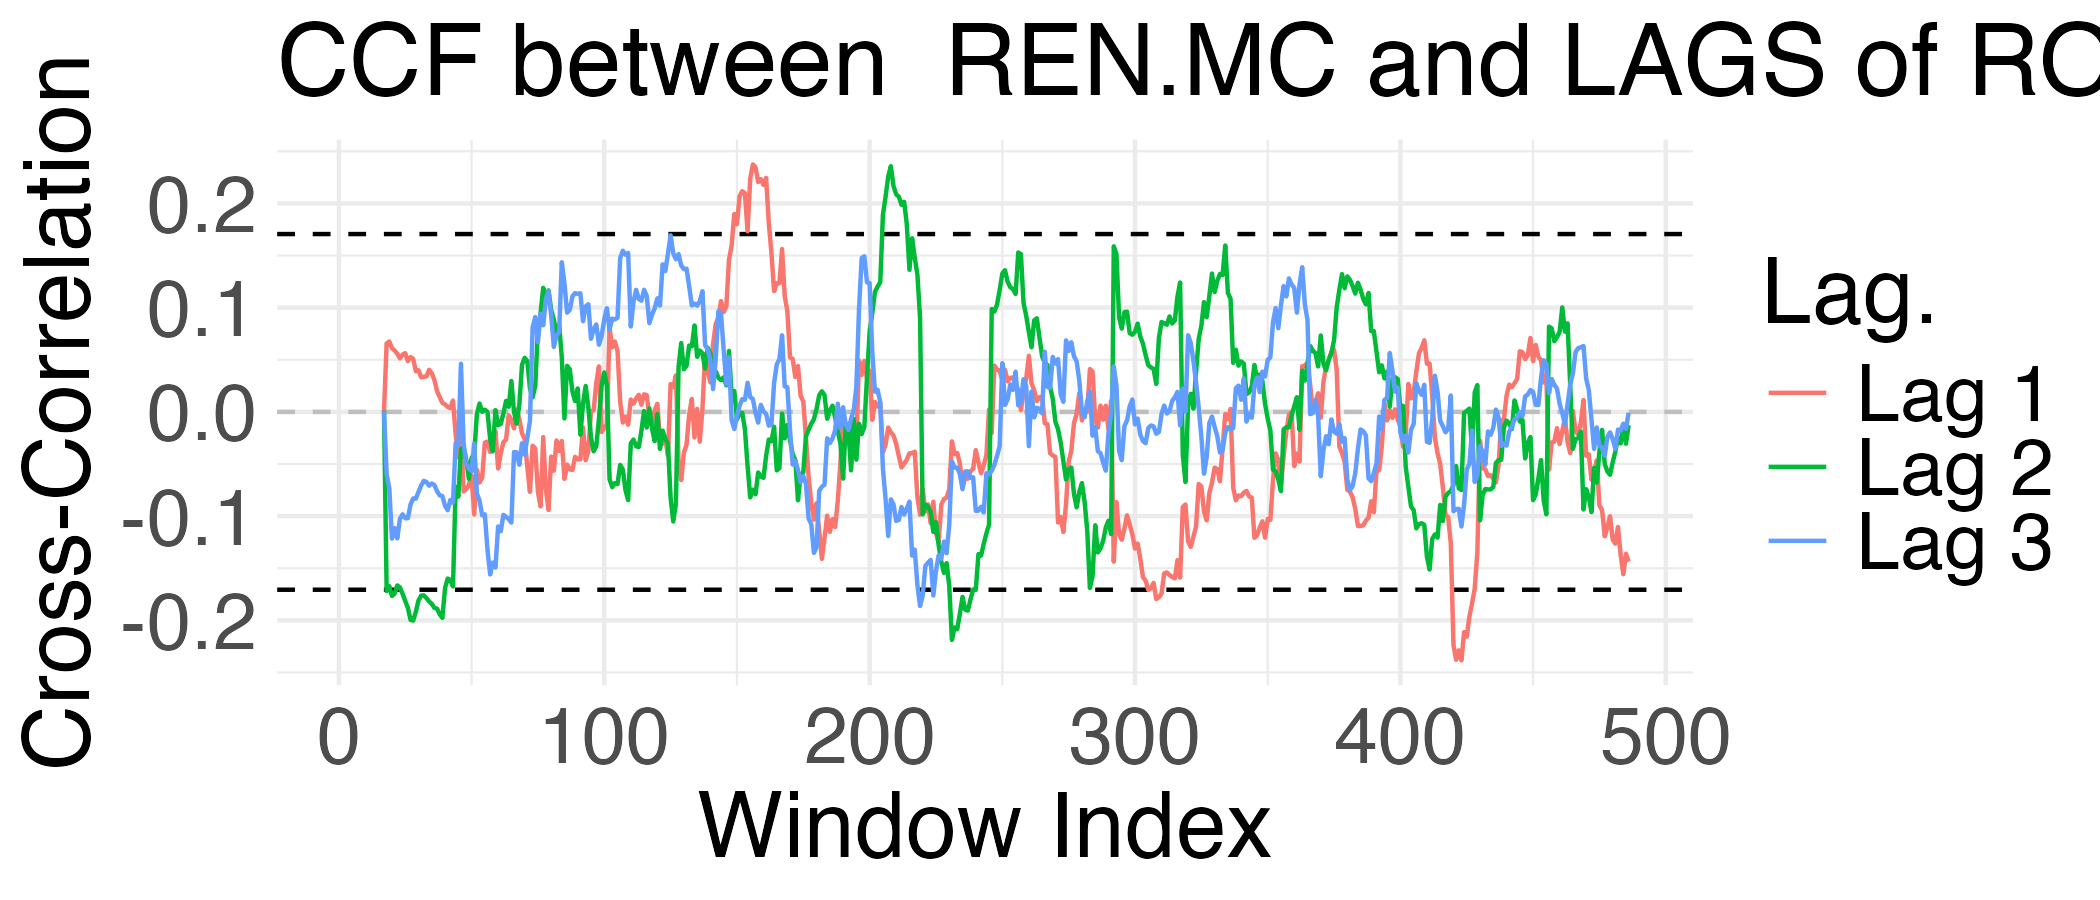 CCF between REN.MC and LAGS of
Cross-Correlation
0.2
0.1
0.0
-0.1
-0.2
0 100 200 300 400 500
Window Index
Lag.
Lag 1
Lag 2
Lag 3